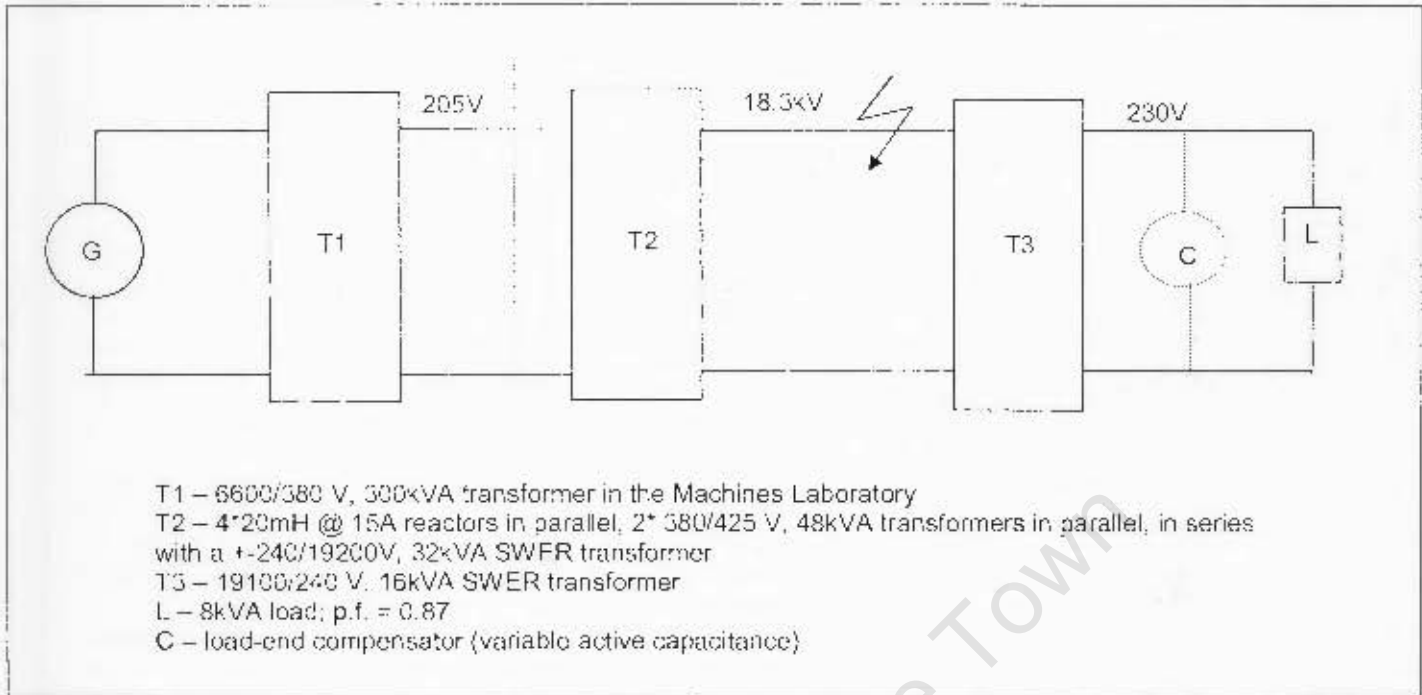 205V
18.3kV
230V
G
T1
T2
T3
C
L
T1 – 6600/380 V, 300kVA transformer in the Machines Laboratory
T2 – 4*20mH @ 15A reactors in parallel, 2* 380/425 V, 48kVA transformers in parallel, in series
with a +-240/19200V, 32kVA SWER transformer
T3 – 19100/240 V, 16kVA SWER transformer
L – 8kVA load; p.f. = 0.87
C – load-end compensator (variable active capacitance)
Town